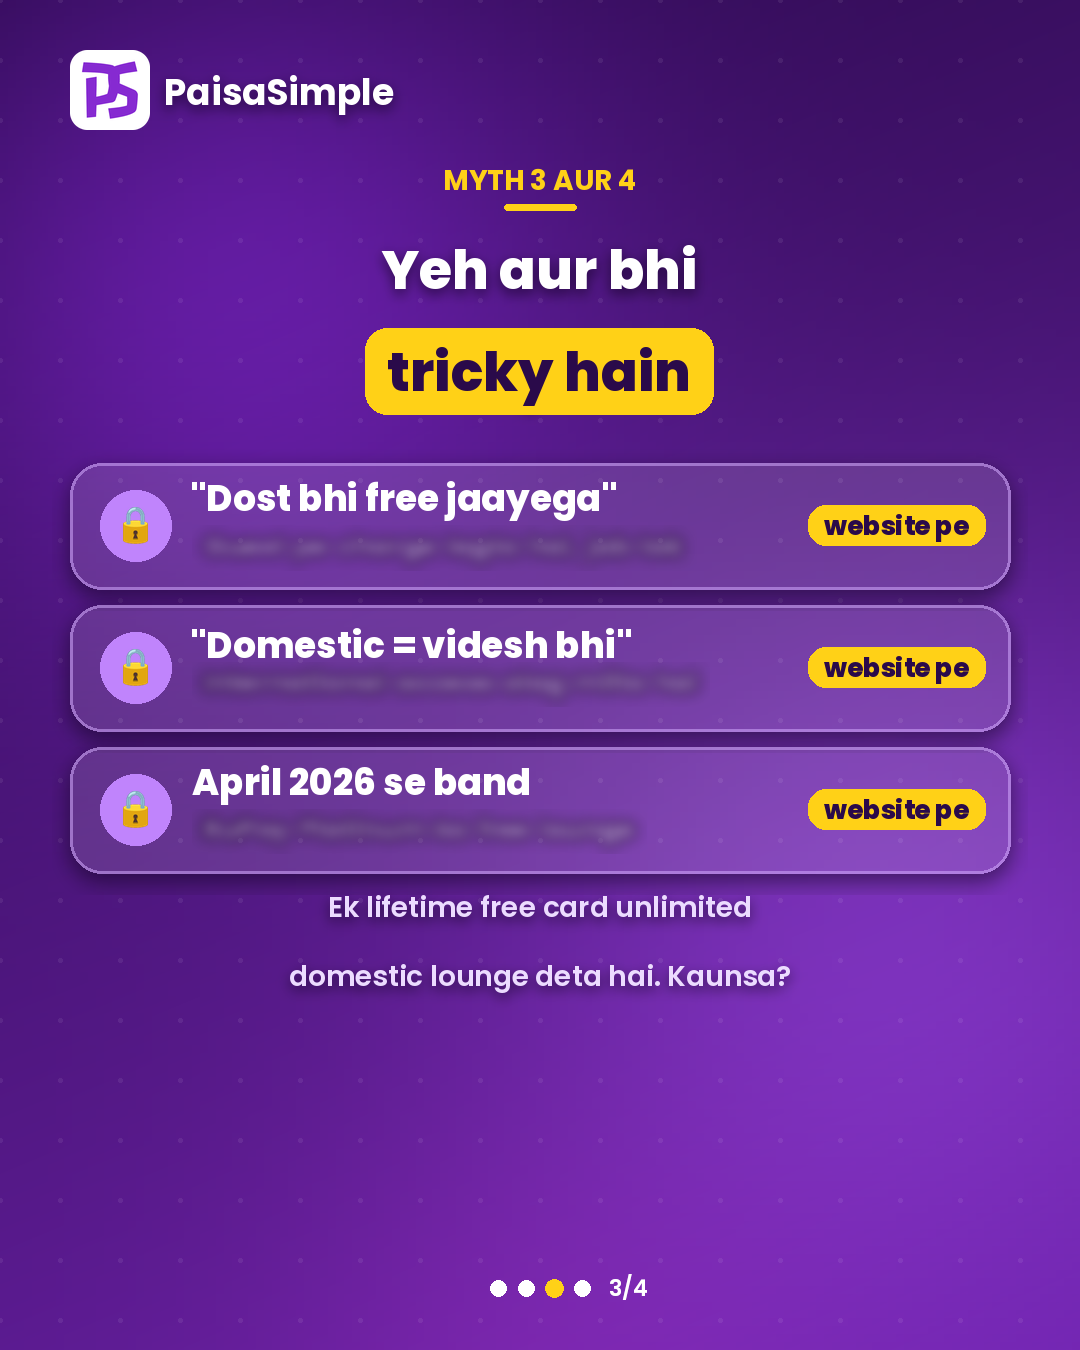 PaisaSimple
MYTH 3 AUR 4
Yeh aur bhi
tricky hain
"Dost bhi free jaayega"
website pe
"Domestic = videsh bhi"
website pe
April 2026 se band
website pe
Ek lifetime free card unlimited
domestic lounge deta hai. Kaunsa?
3/4